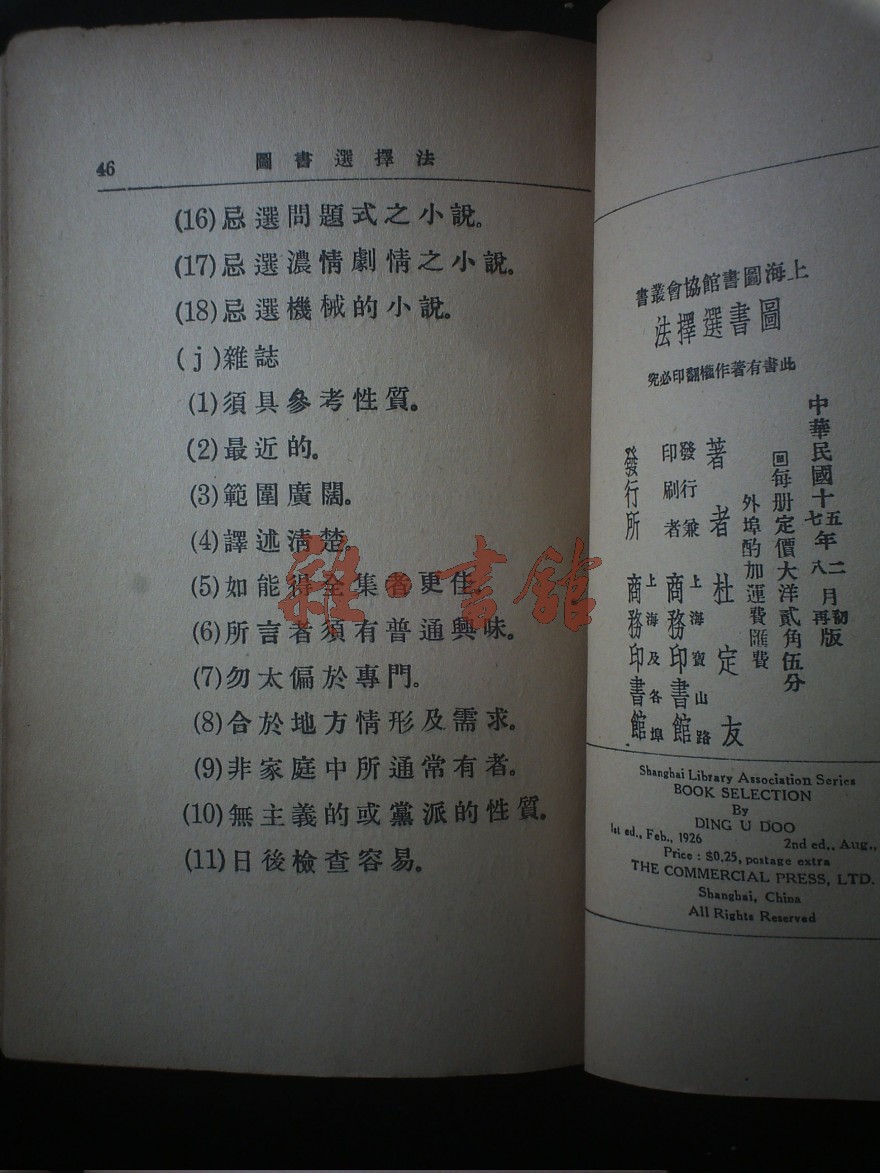 46
圖書選擇法
(16)忌選問題式之小說。
(17)忌選濃情劇情之小說。
(18)忌選機械的小說。
(j)雜誌
(1)須具參考性質。
(2)最近的。
(3)範圍廣闊。
(4)譯述清楚。
(5)如能得全集者更佳。
(6)所言者須有普通興味。
(7)勿太偏於專門。
(8)合於地方情形及需求。
(9)非家庭中所通常有者。
(10)無主義的或黨派的性質。
(11)日後檢查容易。
雜·書館
上海圖書館協會叢書
圖書選擇法
此書有著作權翻印必究
中華民國十五年二月初版
十七年八月再版
回每册定價大洋貳角伍分
外埠酌加運費匯費
著者 杜定友
發行兼印刷者 上海寶山路 商務印書館
發行所 上海及各埠 商務印書館
Shanghai Library Association Series
BOOK SELECTION
By
DING U DOO
1st ed., Feb., 1926 2nd ed., Aug.,
Price : $0.25, postage extra
THE COMMERCIAL PRESS, LTD.
Shanghai, China
All Rights Reserved